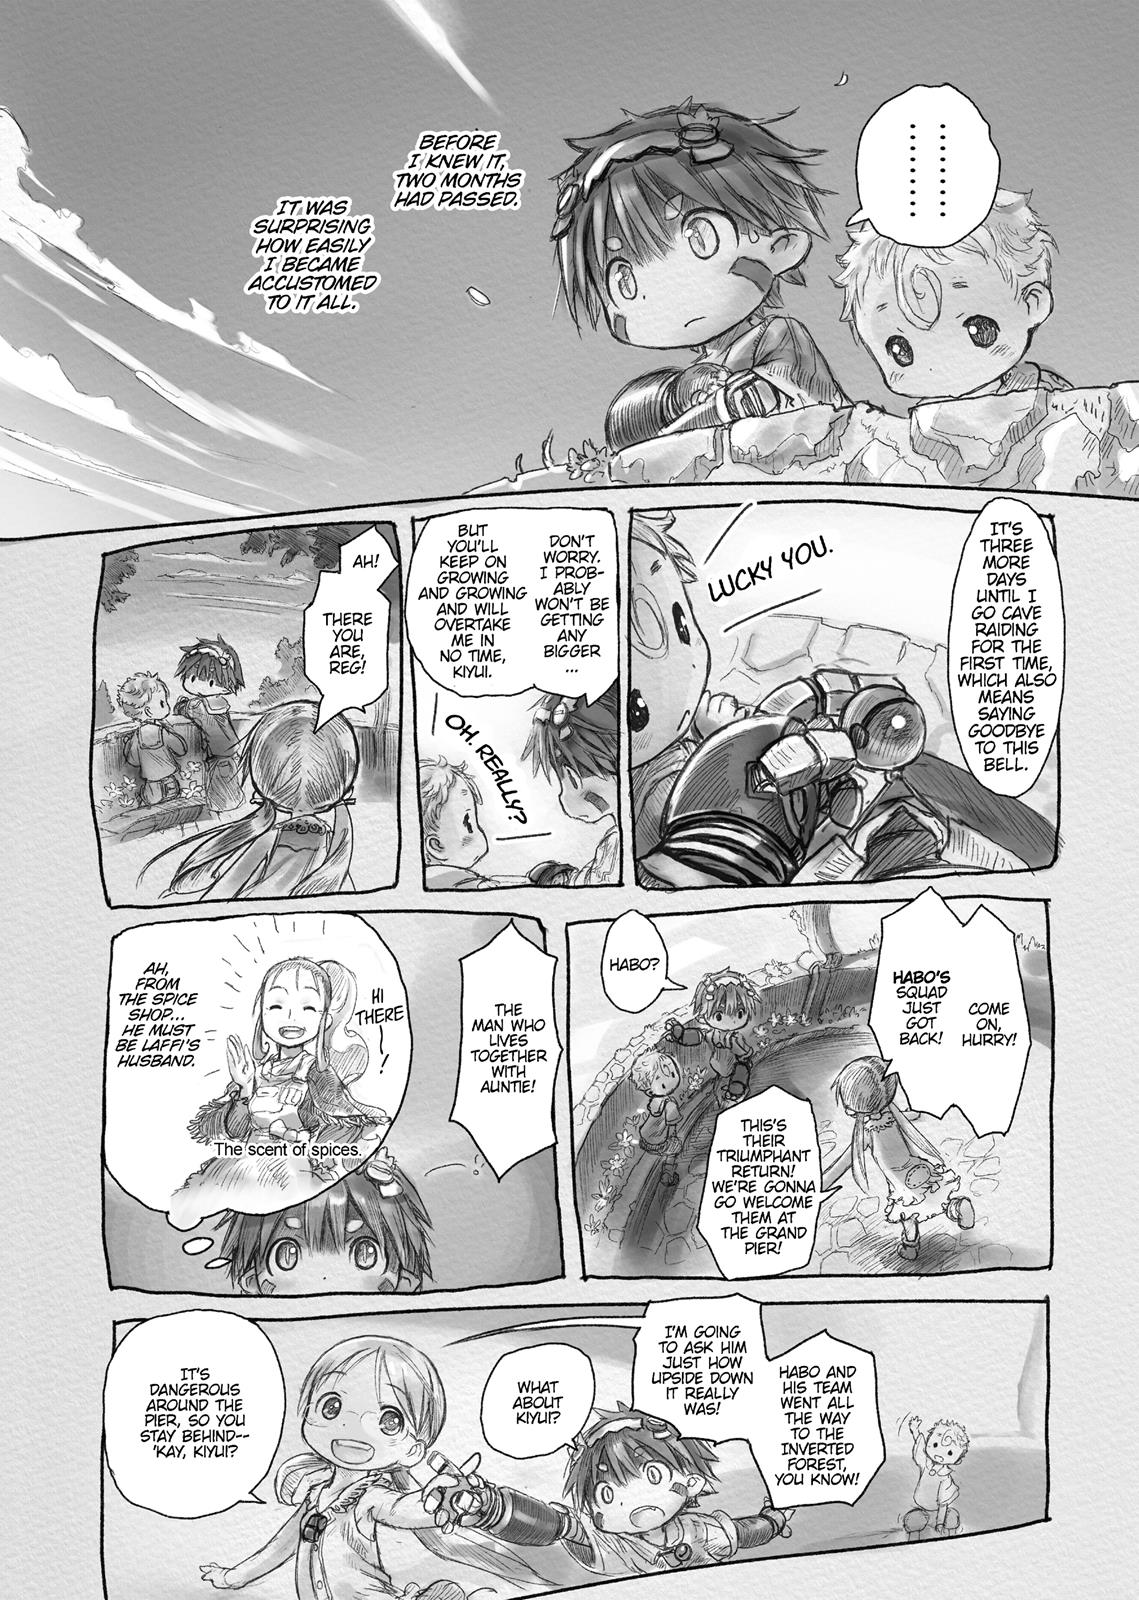 ......... .........
BEFORE
I KNEW IT,
TWO MONTHS
HAD PASSED.
IT WAS
SURPRISING
HOW EASILY
I BECAME
ACCUSTOMED
TO IT ALL.
IT'S
THREE
MORE
DAYS
UNTIL I
GO CAVE
RAIDING
FOR THE
FIRST TIME,
WHICH ALSO
MEANS
SAYING
GOODBYE
TO THIS
BELL.
LUCKY YOU.
DON'T
WORRY.
I PROB-
ABLY
WON'T BE
GETTING
ANY
BIGGER
...
BUT
YOU'LL
KEEP ON
GROWING
AND GROWING
AND WILL
OVERTAKE
ME IN
NO TIME,
KIYUI.
OH. REALLY?
AH!
THERE
YOU
ARE,
REG!
COME
ON,
HURRY!
HABO'S
SQUAD
JUST
GOT
BACK!
HABO?
THIS'S
THEIR
TRIUMPHANT
RETURN!
WE'RE GONNA
GO WELCOME
THEM AT
THE GRAND
PIER!
THE
MAN WHO
LIVES
TOGETHER
WITH
AUNTIE!
HI
THERE
!
AH,
FROM
THE SPICE
SHOP...
HE MUST
BE LAFFI'S
HUSBAND.
The scent of spices.
HABO AND
HIS TEAM
WENT ALL
THE WAY
TO THE
INVERTED
FOREST,
YOU KNOW!
I'M GOING
TO ASK HIM
JUST HOW
UPSIDE DOWN
IT REALLY
WAS!
WHAT
ABOUT
KIYUI?
IT'S
DANGEROUS
AROUND THE
PIER, SO YOU
STAY BEHIND--
'KAY, KIYUI?